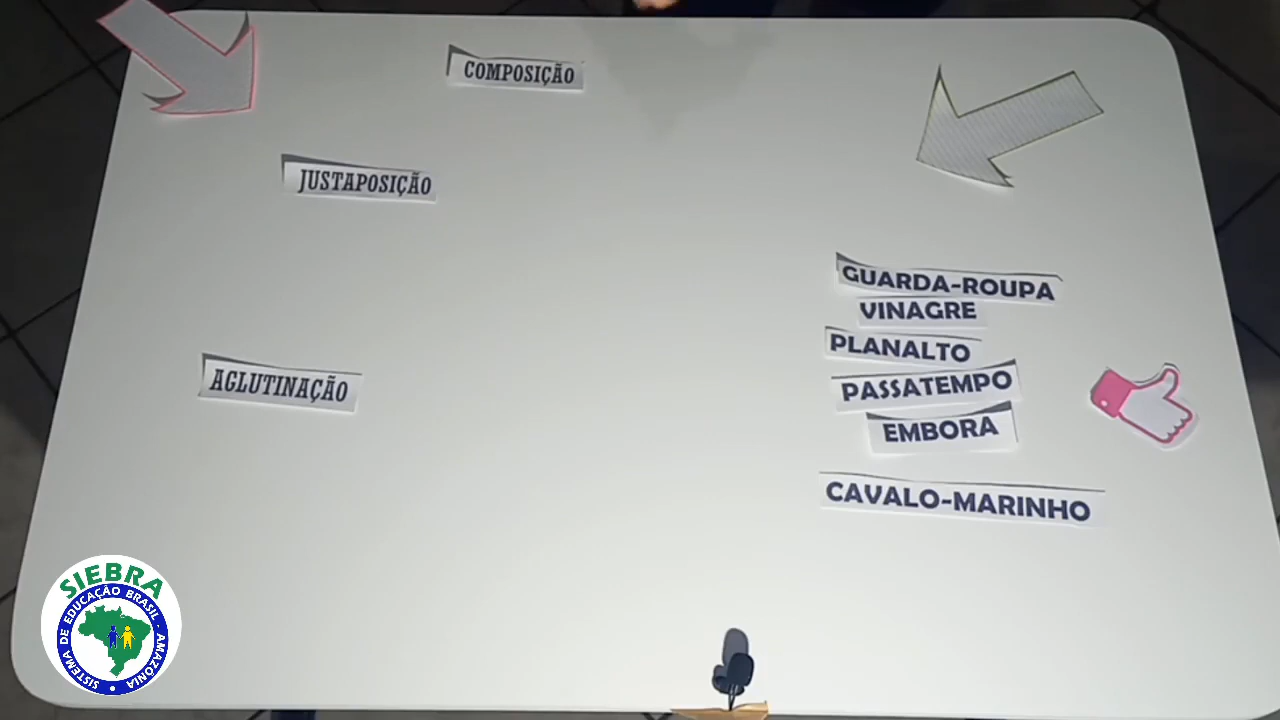 COMPOSIÇÃO
JUSTAPOSIÇÃO
AGLUTINAÇÃO
GUARDA-ROUPA
VINAGRE
PLANALTO
PASSATEMPO
EMBORA
CAVALO-MARINHO
SIEBRA
SISTEMA DE EDUCAÇÃO BRASIL - AMAZÔNIA